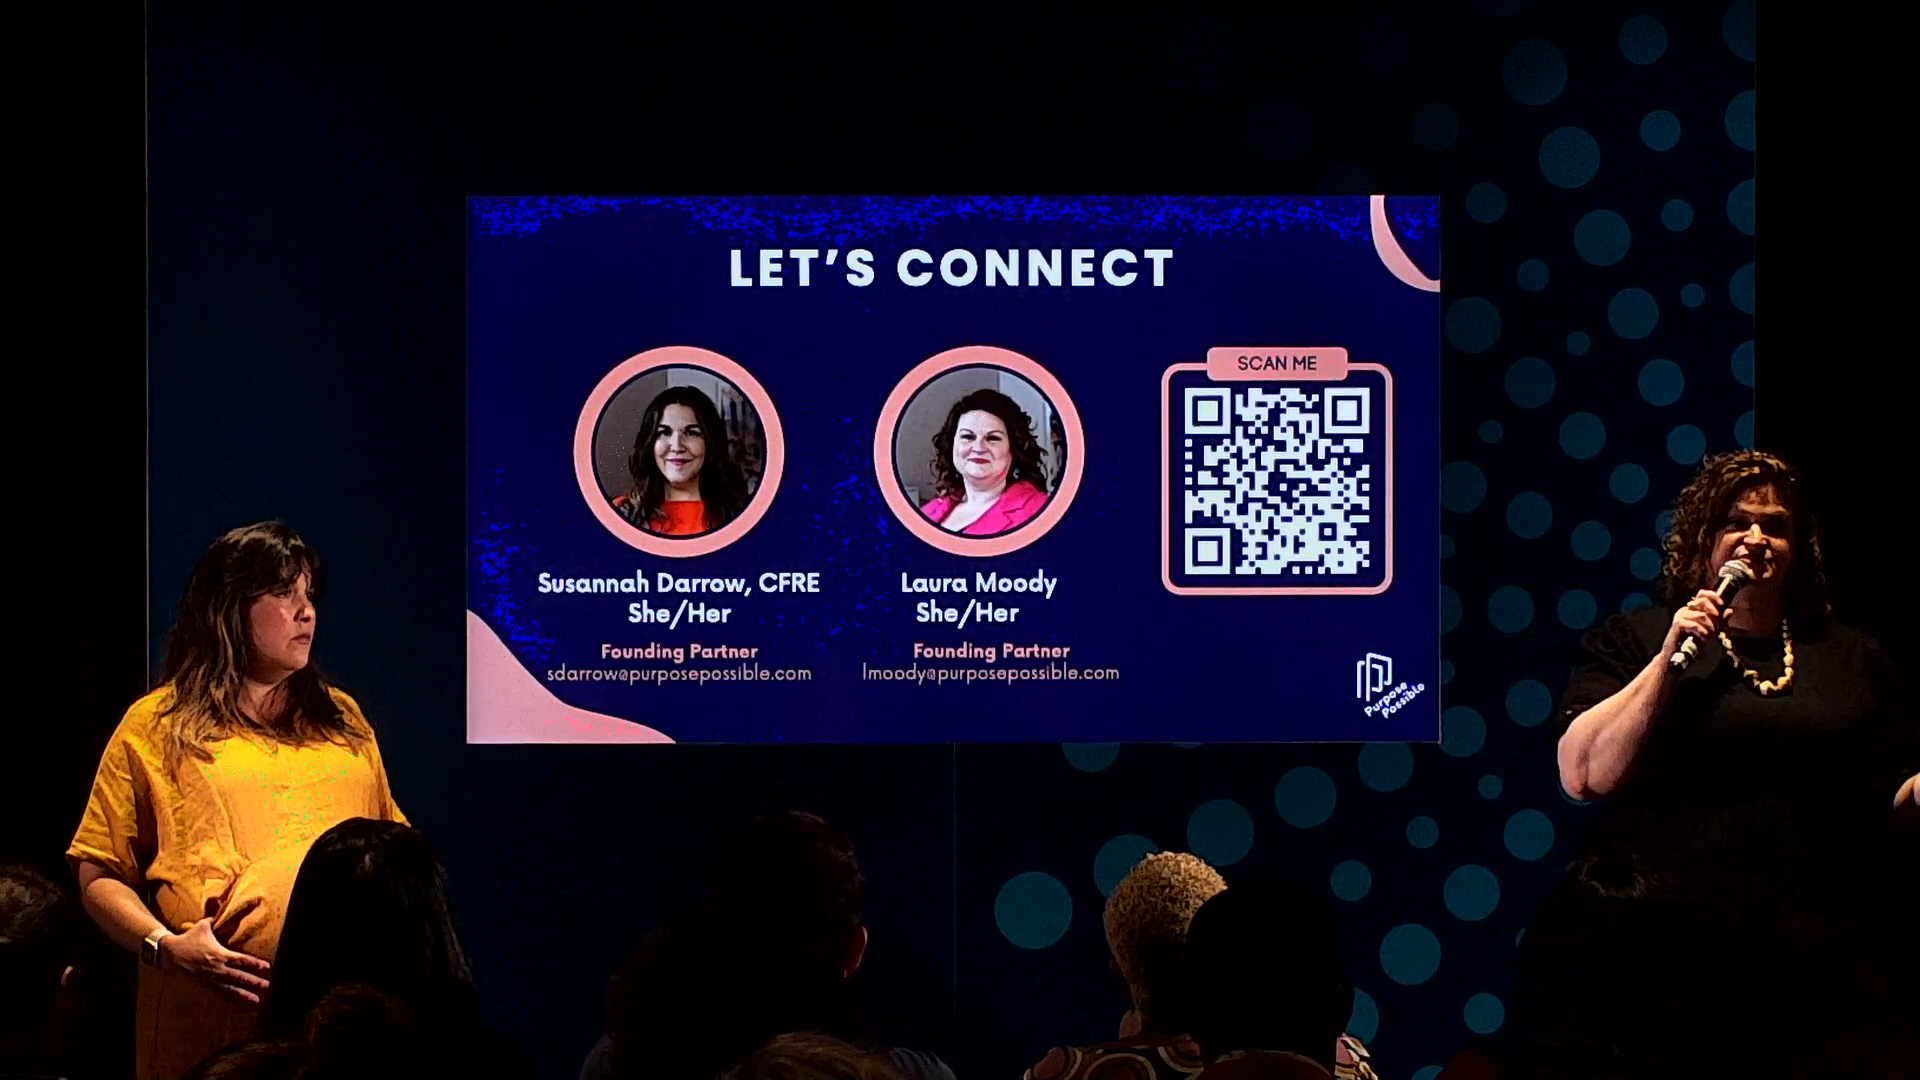 LET'S CONNECT
SCAN ME
Susannah Darrow, CFRE
She/Her
Founding Partner
sdarrow@purposepossible.com
Laura Moody
She/Her
Founding Partner
lmoody@purposepossible.com
Purpose
Possible